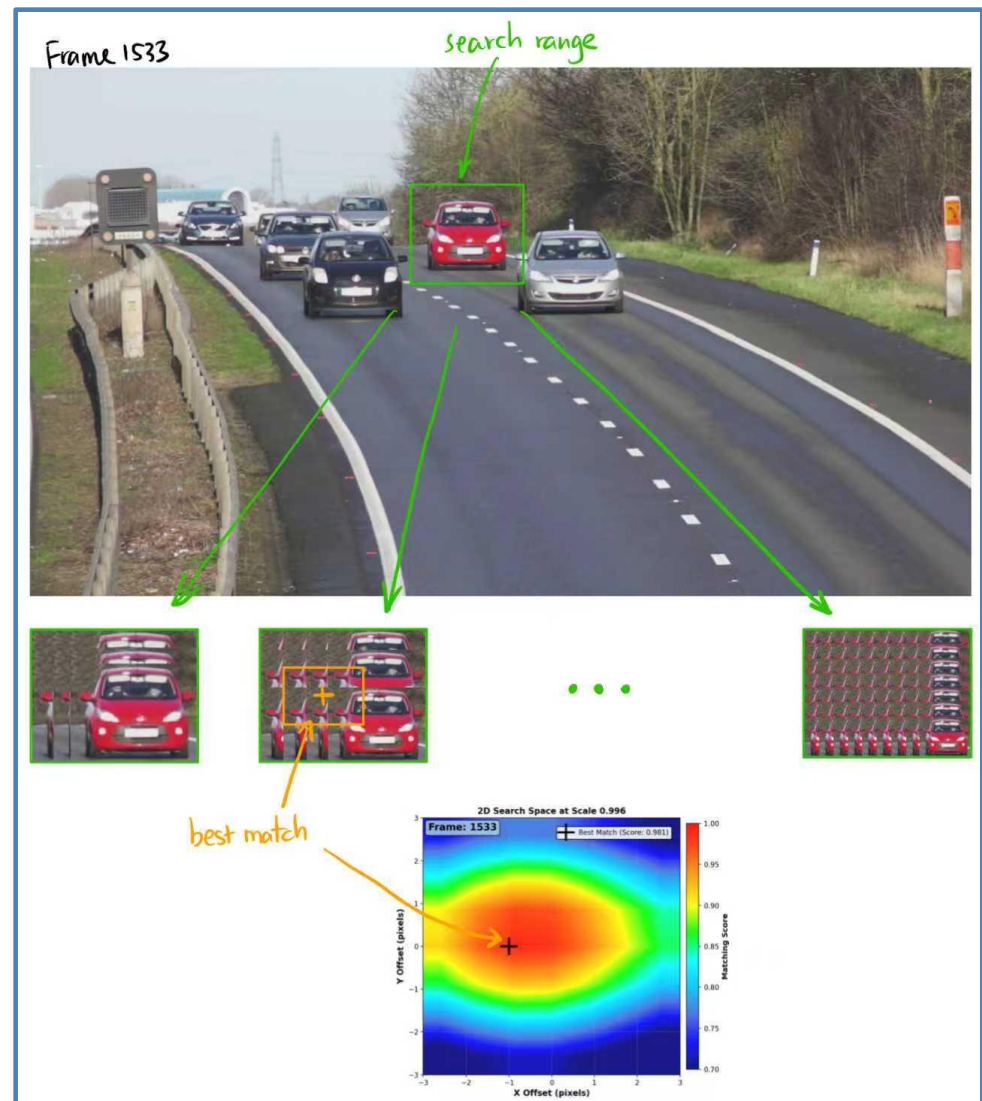 Frame 1533
search range
• • •
best match
2D Search Space at Scale 0.996
Frame: 1533
Best Match (Score: 0.981)
3
2
1
0
−1
−2
−3
Y Offset (pixels)
−3 −2 −1 0 1 2 3
X Offset (pixels)
1.00
0.95
0.90
0.85
0.80
0.75
0.70
Matching Score